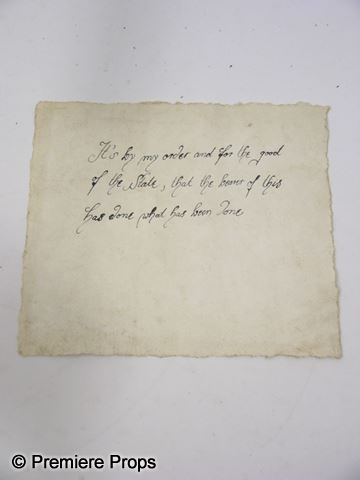 It's by my order and for the good
of the State, that the bearer of this
has done what has been done
© Premiere Props